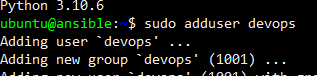 Python 3.10.6
ubuntu@ansible:~$ sudo adduser devops
Adding user `devops' ...
Adding new group `devops' (1001) ...